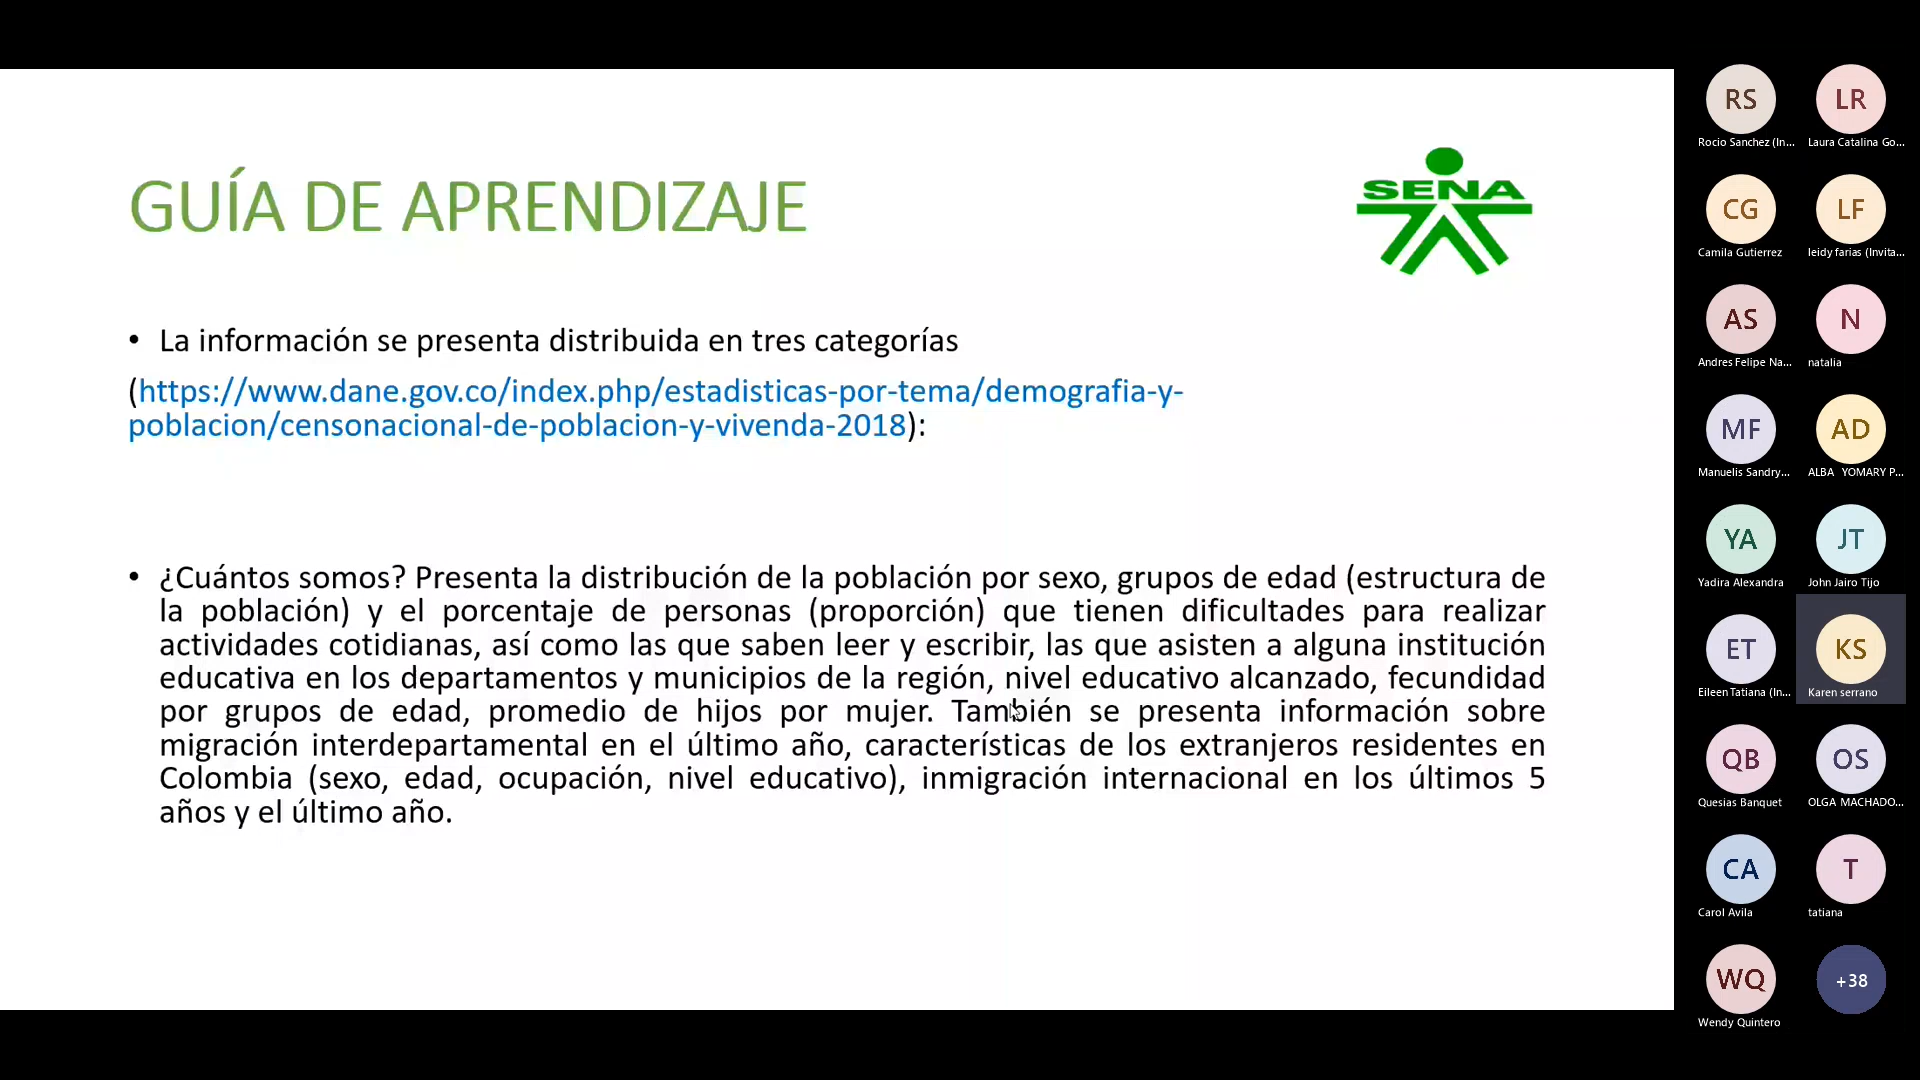 GUÍA DE APRENDIZAJE
SENA
• La información se presenta distribuida en tres categorías
(https://www.dane.gov.co/index.php/estadisticas-por-tema/demografia-y-
poblacion/censonacional-de-poblacion-y-vivenda-2018):
• ¿Cuántos somos? Presenta la distribución de la población por sexo, grupos de edad (estructura de
la población) y el porcentaje de personas (proporción) que tienen dificultades para realizar
actividades cotidianas, así como las que saben leer y escribir, las que asisten a alguna institución
educativa en los departamentos y municipios de la región, nivel educativo alcanzado, fecundidad
por grupos de edad, promedio de hijos por mujer. También se presenta información sobre
migración interdepartamental en el último año, características de los extranjeros residentes en
Colombia (sexo, edad, ocupación, nivel educativo), inmigración internacional en los últimos 5
años y el último año.
RS LR
Rocio Sanchez (In... Laura Catalina Go...
CG LF
Camila Gutierrez leidy farias (Invita...
AS N
Andres Felipe Na... natalia
MF AD
Manuelis Sandry... ALBA YOMARY P...
YA JT
Yadira Alexandra John Jairo Tijo
ET KS
Eileen Tatiana (In... Karen serrano
QB OS
Quesias Banquet OLGA MACHADO...
CA T
Carol Avila tatiana
WQ +38
Wendy Quintero